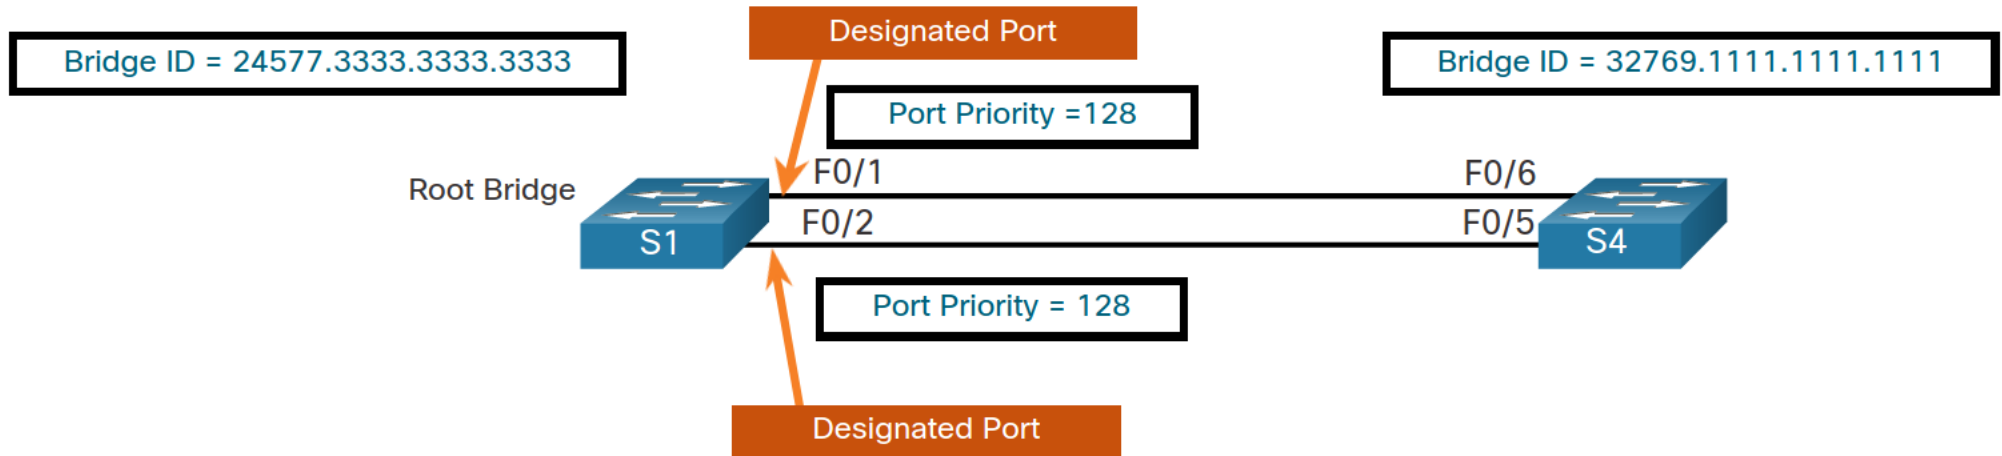 Designated Port
Bridge ID = 24577.3333.3333.3333
Bridge ID = 32769.1111.1111.1111
Port Priority =128
Root Bridge
F0/1
F0/6
F0/2
F0/5
S1
S4
Port Priority = 128
Designated Port